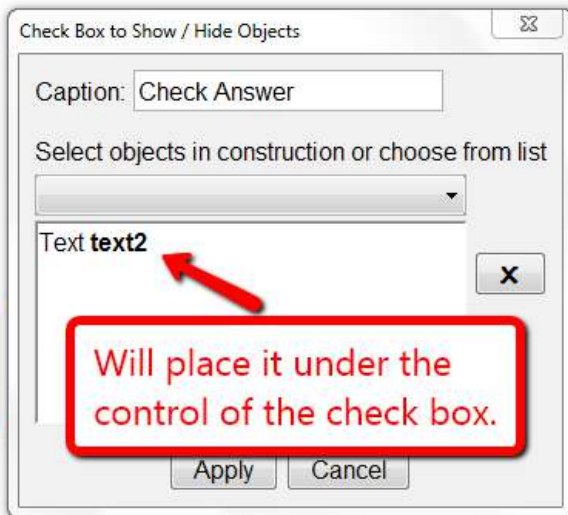 Check Box to Show / Hide Objects
Caption: Check Answer
Select objects in construction or choose from list
Text text2
x
Will place it under the
control of the check box.
Apply Cancel